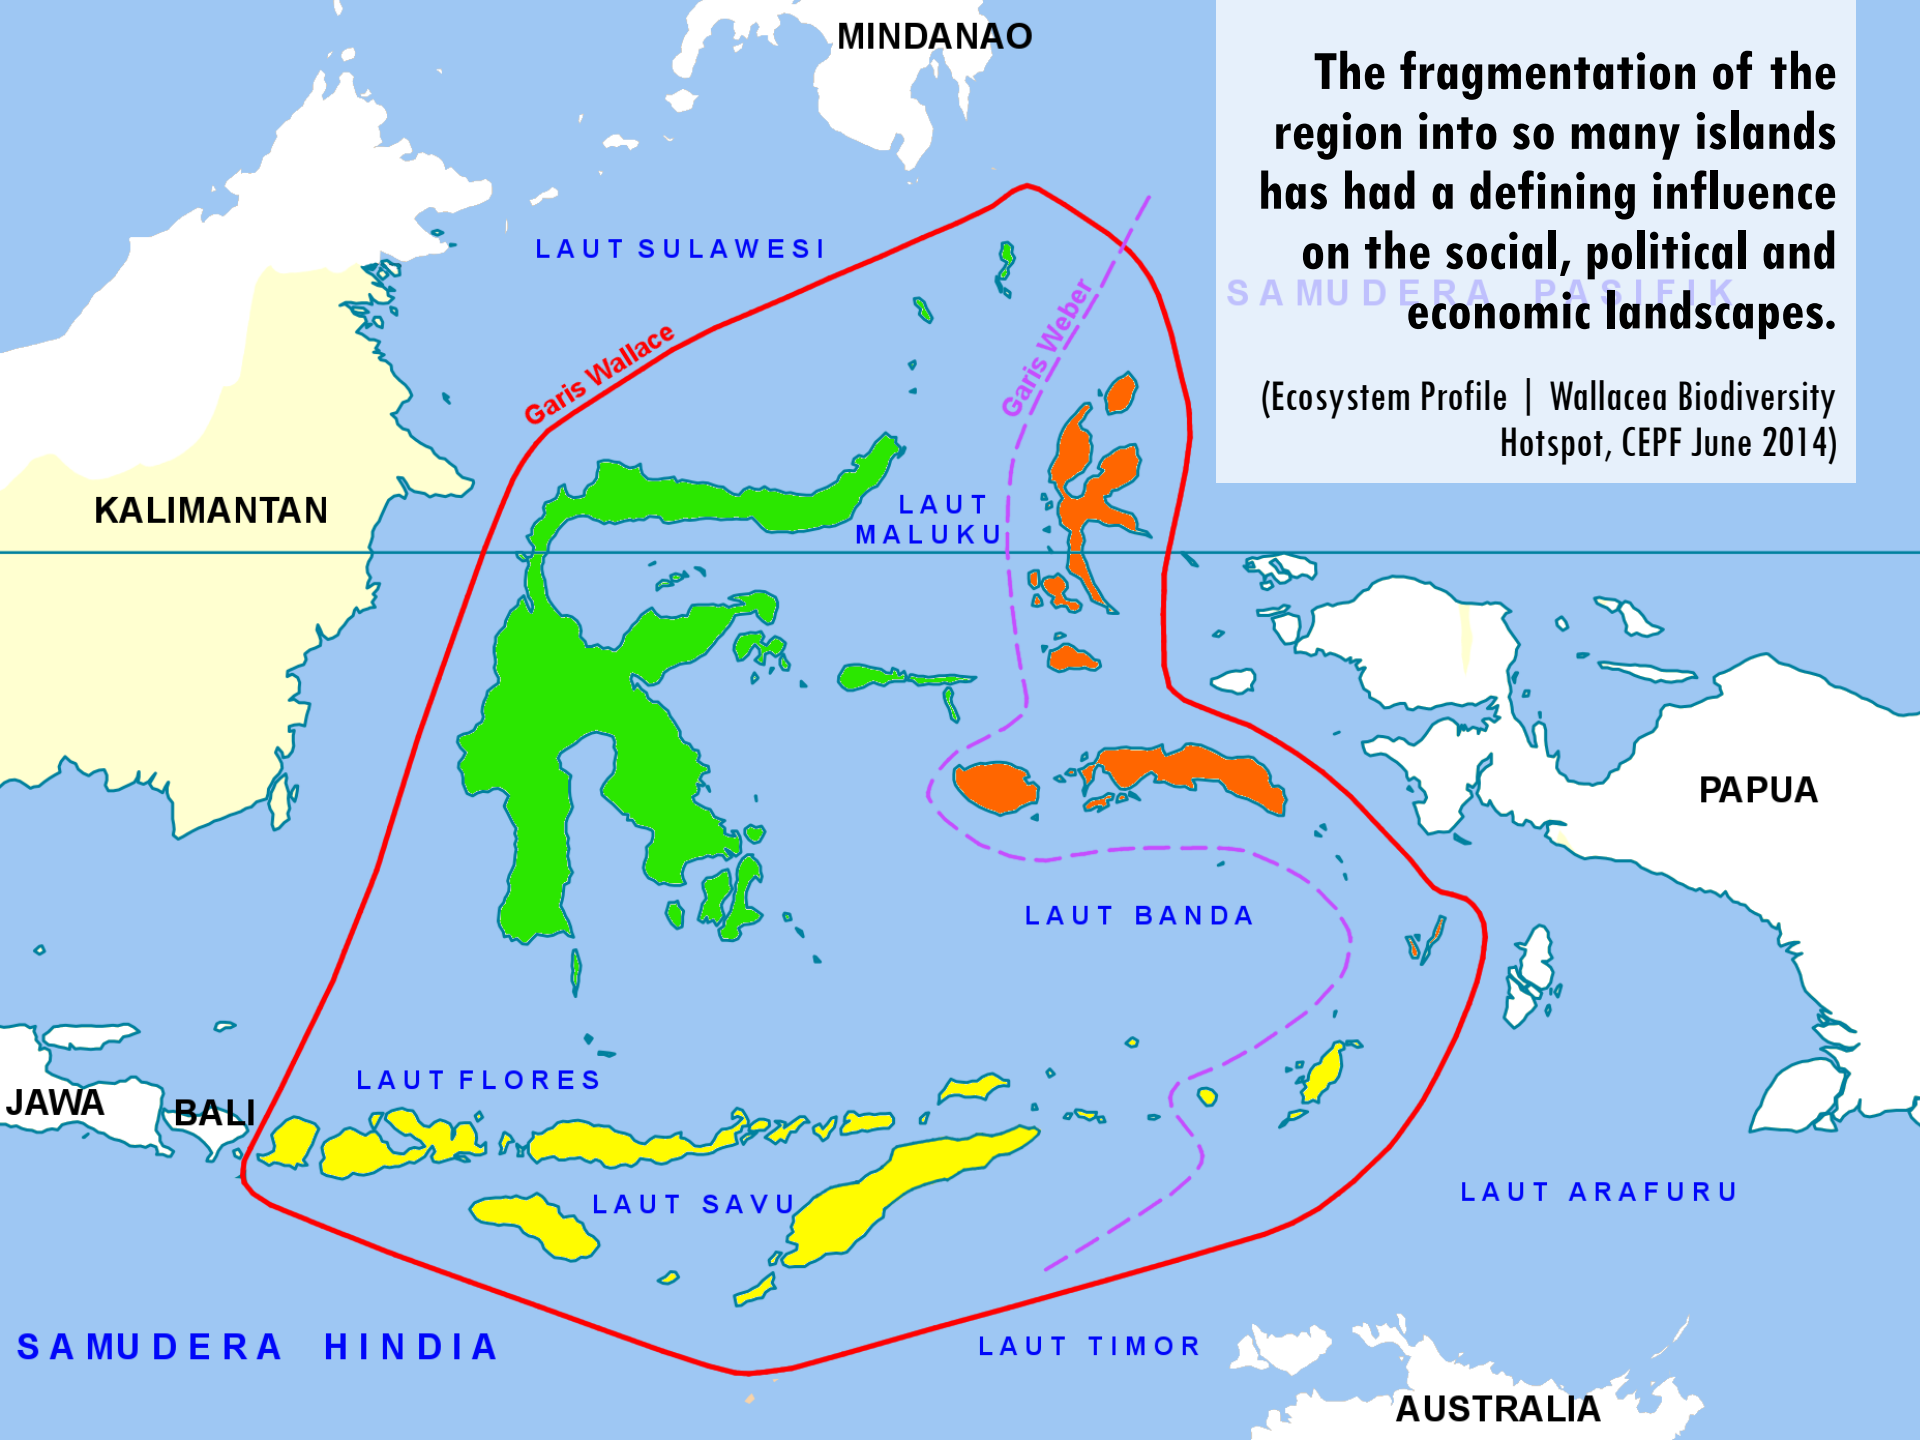 MINDANAO
The fragmentation of the
region into so many islands
has had a defining influence
on the social, political and
economic landscapes.
SAMUDERA PASIFIK
(Ecosystem Profile | Wallacea Biodiversity
Hotspot, CEPF June 2014)
LAUT SULAWESI
Garis Wallace
Garis Weber
KALIMANTAN
LAUT
MALUKU
PAPUA
LAUT BANDA
LAUT FLORES
JAWA
BALI
LAUT SAVU
LAUT ARAFURU
SAMUDERA HINDIA
LAUT TIMOR
AUSTRALIA